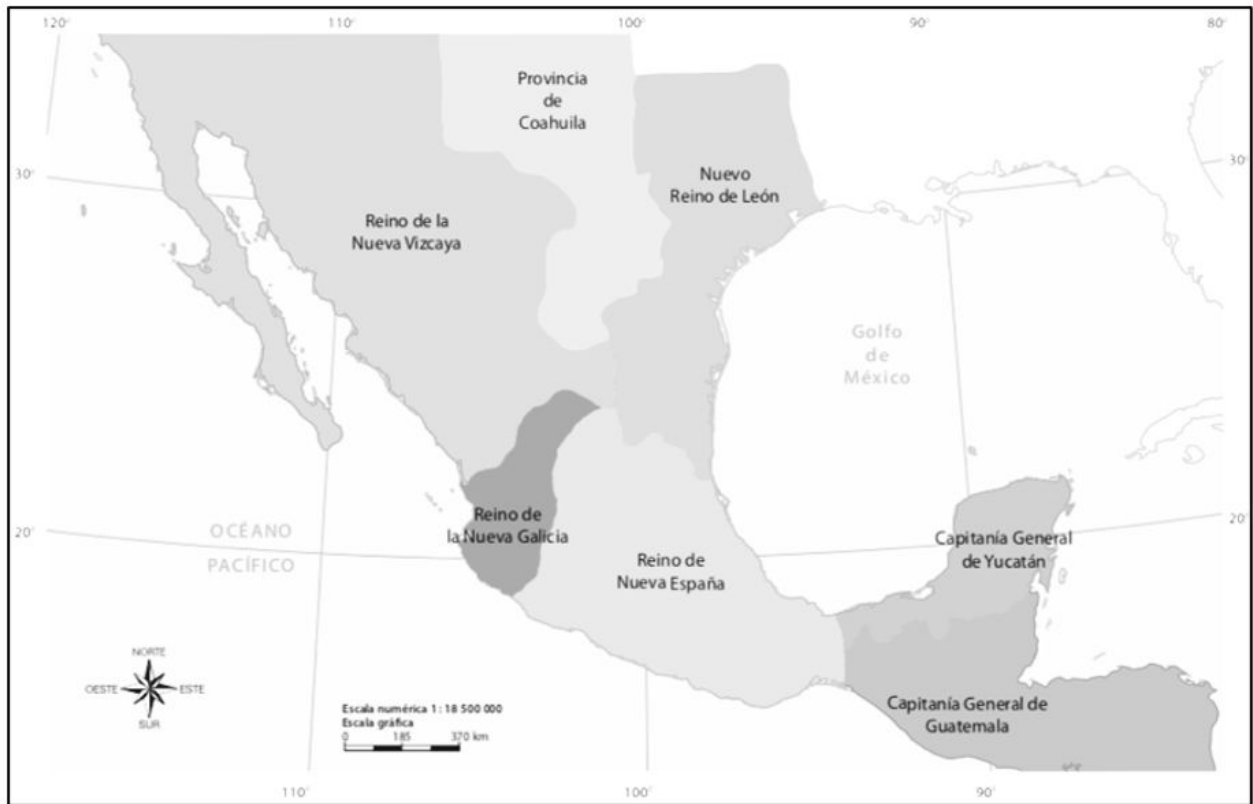 120°
110°
100°
90°
80°
Provincia
de
Coahuila
30°
30°
Nuevo
Reino de León
Reino de la
Nueva Vizcaya
Golfo
de
México
Reino de
la Nueva Galicia
OCÉANO
PACÍFICO
20°
20°
Capitanía General
de Yucatán
Reino de
Nueva España
NORTE
OESTE
ESTE
SUR
Escala numérica 1: 18 500 000
Escala gráfica
0 185 370 km
Capitanía General de
Guatemala
110°
100°
90°